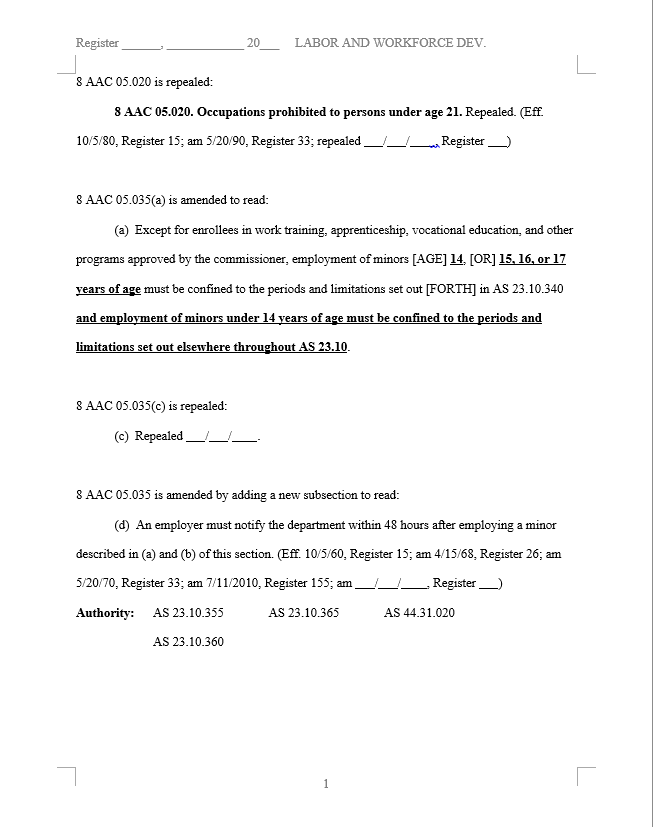 Register ______, ____________ 20___ LABOR AND WORKFORCE DEV.
8 AAC 05.020 is repealed:
8 AAC 05.020. Occupations prohibited to persons under age 21. Repealed. (Eff.
10/5/80, Register 15; am 5/20/90, Register 33; repealed ___/___/____, Register ___)
8 AAC 05.035(a) is amended to read:
(a) Except for enrollees in work training, apprenticeship, vocational education, and other
programs approved by the commissioner, employment of minors [AGE] 14, [OR] 15, 16, or 17
years of age must be confined to the periods and limitations set out [FORTH] in AS 23.10.340
and employment of minors under 14 years of age must be confined to the periods and
limitations set out elsewhere throughout AS 23.10.
8 AAC 05.035(c) is repealed:
(c) Repealed ___/___/____.
8 AAC 05.035 is amended by adding a new subsection to read:
(d) An employer must notify the department within 48 hours after employing a minor
described in (a) and (b) of this section. (Eff. 10/5/60, Register 15; am 4/15/68, Register 26; am
5/20/70, Register 33; am 7/11/2010, Register 155; am ___/___/____, Register ___)
Authority: AS 23.10.355 AS 23.10.365 AS 44.31.020
AS 23.10.360
1